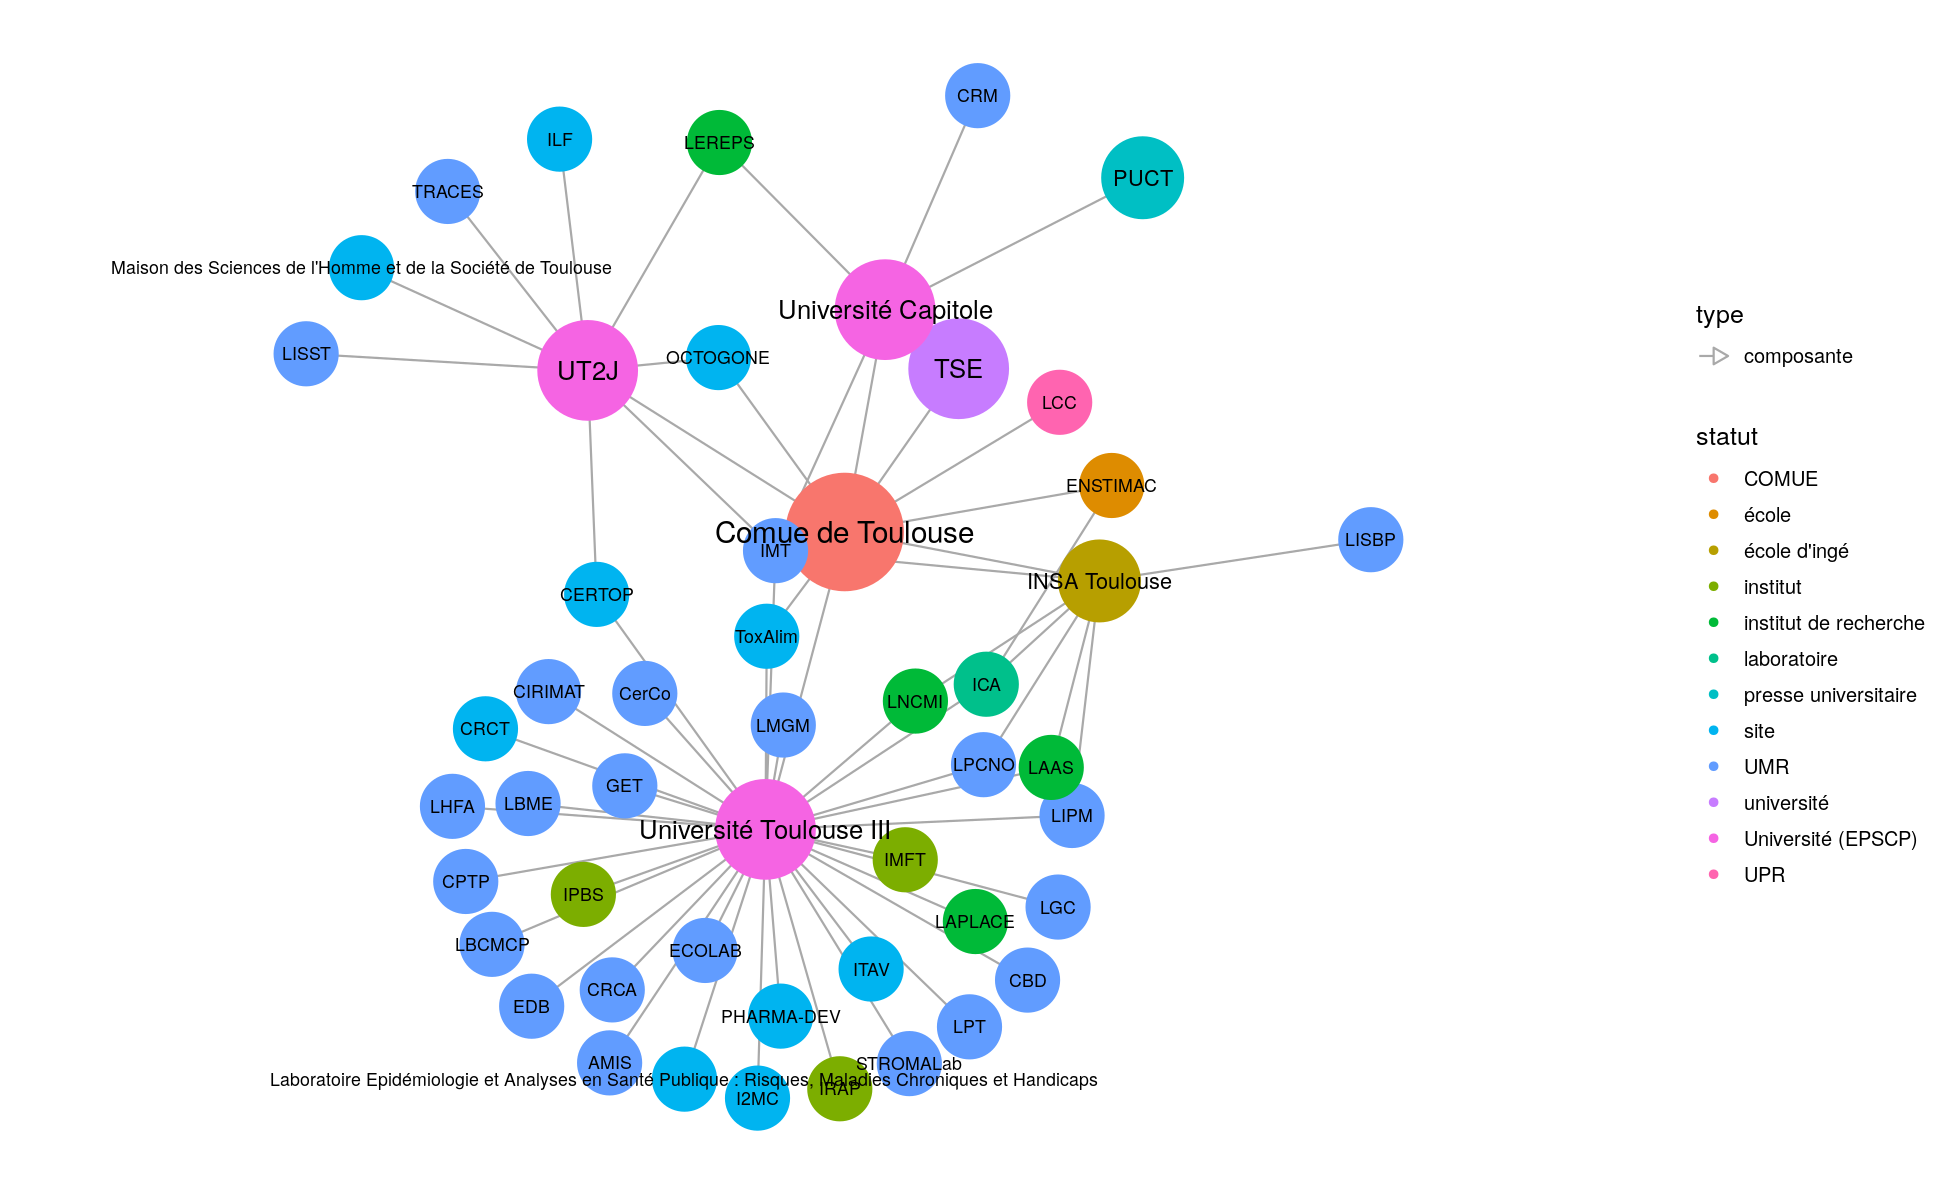 CRM
ILF
LEREPS
PUCT
TRACES
Maison des Sciences de l'Homme et de la Société de Toulouse
Université Capitole
LISST
OCTOGONE
UT2J
TSE
LCC
ENSTIMAC
Comue de Toulouse
LISBP
IMT
INSA Toulouse
CERTOP
ToxAlim
CIRIMAT
CerCo
ICA
LNCMI
CRCT
LMGM
LPCNO
LAAS
GET
LHFA
LBME
LIPM
Université Toulouse III
IMFT
CPTP
IPBS
LGC
LAPLACE
LBCMCP
ECOLAB
ITAV
CBD
CRCA
EDB
PHARMA-DEV
LPT
AMIS
STROMALab
Laboratoire Epidémiologie et Analyses en Santé Publique : Risques, Maladies Chroniques et Handicaps
IRAP
I2MC
type
composante
statut
COMUE
école
école d'ingé
institut
institut de recherche
laboratoire
presse universitaire
site
UMR
université
Université (EPSCP)
UPR